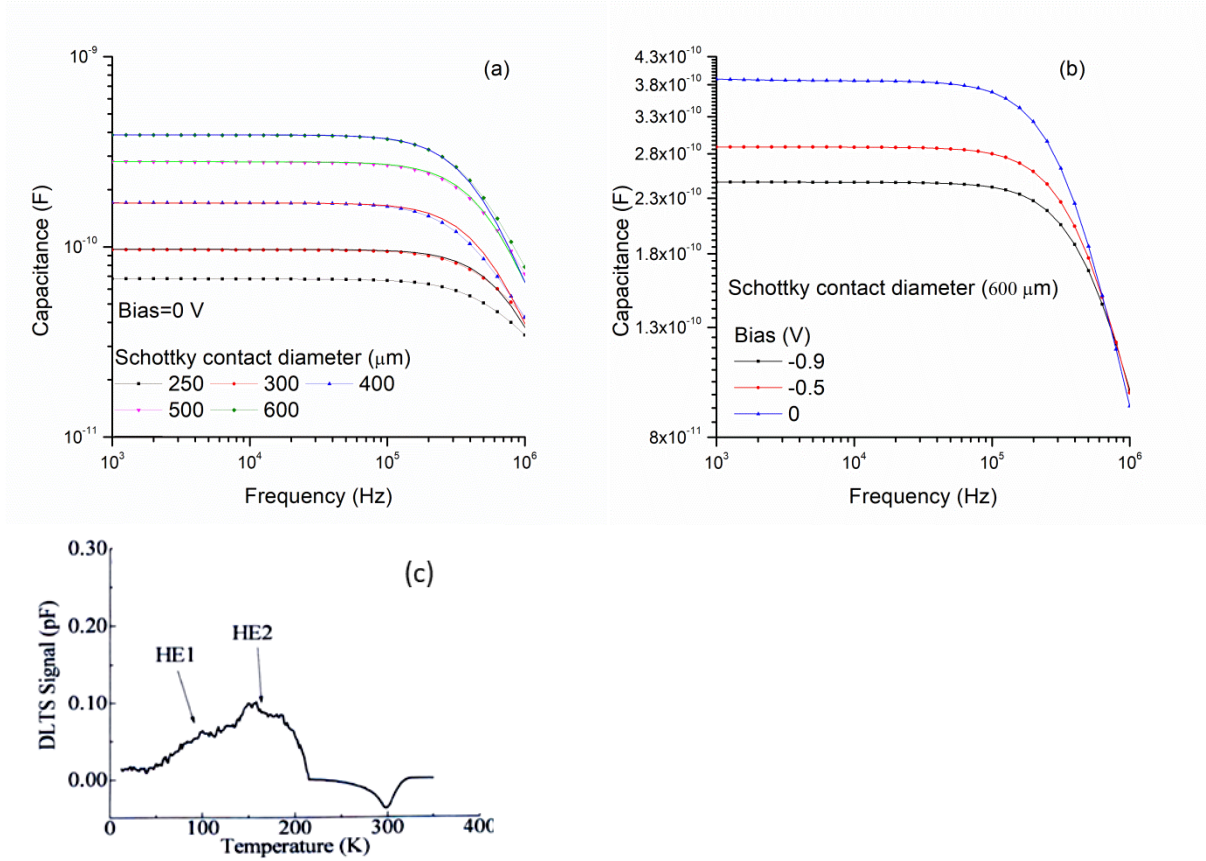 (a)
10⁻⁹
10⁻¹⁰
10⁻¹¹
Capacitance (F)
Bias=0 V
Schottky contact diameter (μm)
250 300 400
500 600
10³ 10⁴ 10⁵ 10⁶
Frequency (Hz)
(b)
4.3x10⁻¹⁰
3.8x10⁻¹⁰
3.3x10⁻¹⁰
2.8x10⁻¹⁰
2.3x10⁻¹⁰
1.8x10⁻¹⁰
1.3x10⁻¹⁰
8x10⁻¹¹
Capacitance (F)
Schottky contact diameter (600 μm)
Bias (V)
-0.9
-0.5
0
10³ 10⁴ 10⁵ 10⁶
Frequency (Hz)
(c)
0.30
0.20
0.10
0.00
DLTS Signal (pF)
HE1
HE2
0 100 200 300 400
Temperature (K)